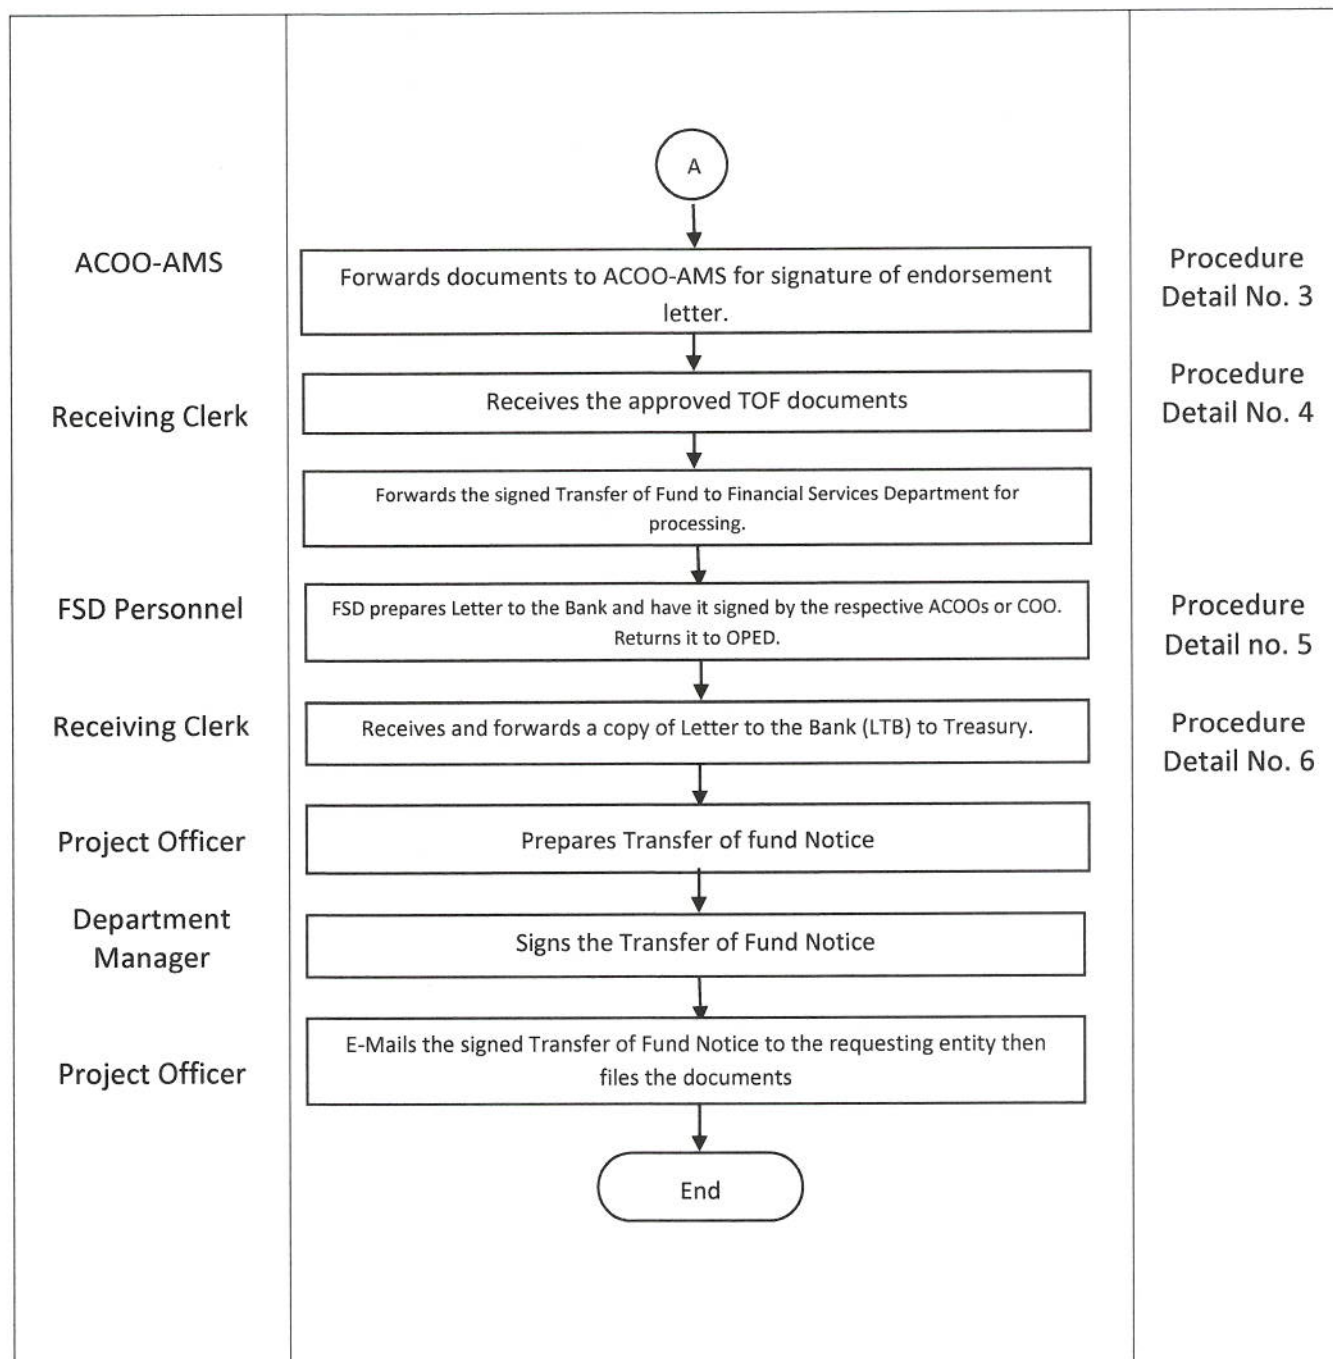 A
ACOO-AMS
Forwards documents to ACOO-AMS for signature of endorsement
letter.
Procedure
Detail No. 3
Receiving Clerk
Receives the approved TOF documents
Procedure
Detail No. 4
Forwards the signed Transfer of Fund to Financial Services Department for
processing.
FSD Personnel
FSD prepares Letter to the Bank and have it signed by the respective ACOOs or COO.
Returns it to OPED.
Procedure
Detail no. 5
Receiving Clerk
Receives and forwards a copy of Letter to the Bank (LTB) to Treasury.
Procedure
Detail No. 6
Project Officer
Prepares Transfer of fund Notice
Department
Manager
Signs the Transfer of Fund Notice
Project Officer
E-Mails the signed Transfer of Fund Notice to the requesting entity then
files the documents
End